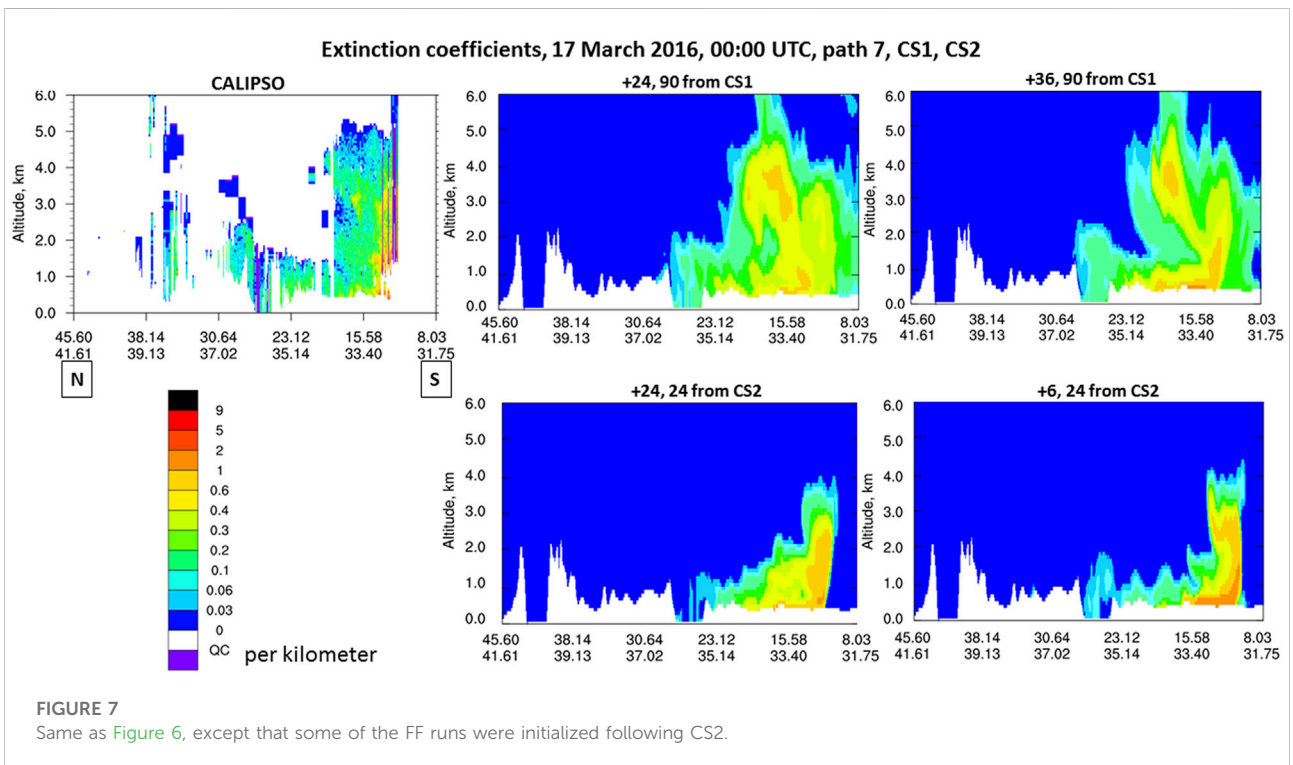 Extinction coefficients, 17 March 2016, 00:00 UTC, path 7, CS1, CS2
CALIPSO
6.0
5.0
4.0
3.0
2.0
1.0
0.0
Altitude, km
45.60 38.14 30.64 23.12 15.58 8.03
41.61 39.13 37.02 35.14 33.40 31.75
N
S
+24, 90 from CS1
6.0
5.0
4.0
3.0
2.0
1.0
0.0
Altitude, km
45.60 38.14 30.64 23.12 15.58 8.03
41.61 39.13 37.02 35.14 33.40 31.75
+36, 90 from CS1
6.0
5.0
4.0
3.0
2.0
1.0
0.0
Altitude, km
45.60 38.14 30.64 23.12 15.58 8.03
41.61 39.13 37.02 35.14 33.40 31.75
9
5
2
1
0.6
0.4
0.3
0.2
0.1
0.06
0.03
0
QC
per kilometer
+24, 24 from CS2
6.0
5.0
4.0
3.0
2.0
1.0
0.0
Altitude, km
45.60 38.14 30.64 23.12 15.58 8.03
41.61 39.13 37.02 35.14 33.40 31.75
+6, 24 from CS2
6.0
5.0
4.0
3.0
2.0
1.0
0.0
Altitude, km
45.60 38.14 30.64 23.12 15.58 8.03
41.61 39.13 37.02 35.14 33.40 31.75
FIGURE 7
Same as Figure 6, except that some of the FF runs were initialized following CS2.